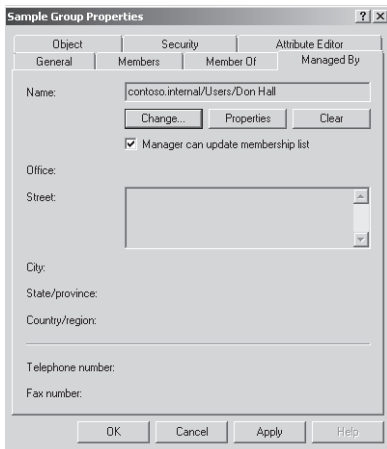 Sample Group Properties
Object Security Attribute Editor
General Members Member Of Managed By
Name: contoso.internal/Users/Don Hall
Change... Properties Clear
Manager can update membership list
Office:
Street:
City:
State/province:
Country/region:
Telephone number:
Fax number:
OK Cancel Apply Help